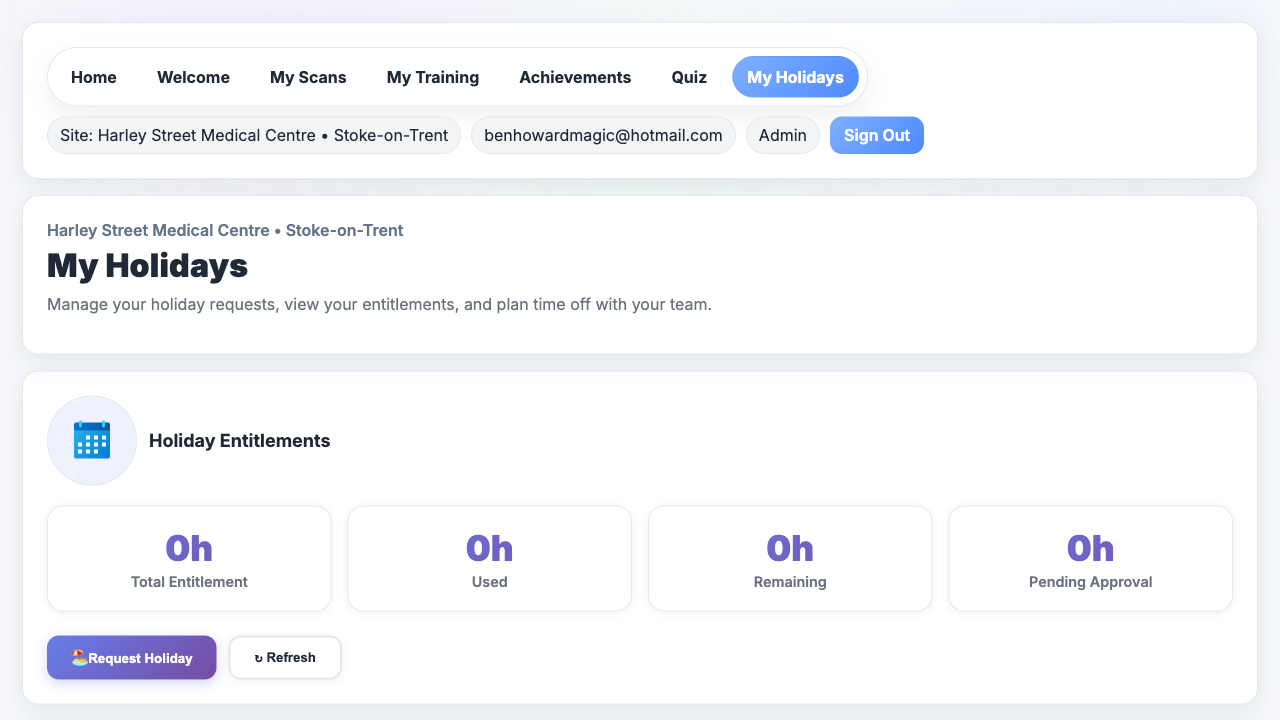 Home Welcome My Scans My Training Achievements Quiz My Holidays
Site: Harley Street Medical Centre • Stoke-on-Trent benhowardmagic@hotmail.com Admin Sign Out
Harley Street Medical Centre • Stoke-on-Trent
My Holidays
Manage your holiday requests, view your entitlements, and plan time off with your team.
Holiday Entitlements
0h 0h 0h 0h
Total Entitlement Used Remaining Pending Approval
Request Holiday ↻ Refresh